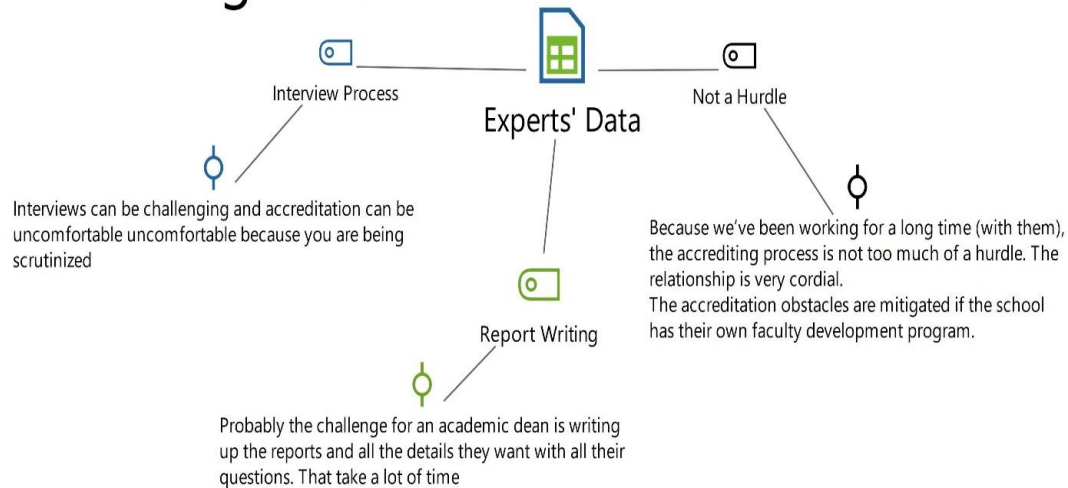 Experts' Data
Interview Process
Not a Hurdle
Interviews can be challenging and accreditation can be
uncomfortable uncomfortable because you are being
scrutinized
Because we've been working for a long time (with them),
the accrediting process is not too much of a hurdle. The
relationship is very cordial.
The accreditation obstacles are mitigated if the school
has their own faculty development program.
Report Writing
Probably the challenge for an academic dean is writing
up the reports and all the details they want with all their
questions. That take a lot of time